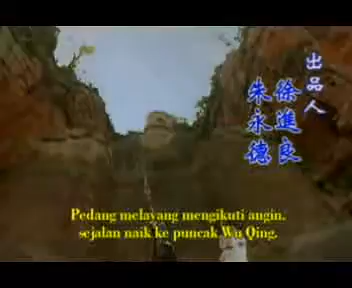 出品人
徐進良
朱永德
Pedang melayang mengikuti angin,
sejalan naik ke puncak Wu Qing.